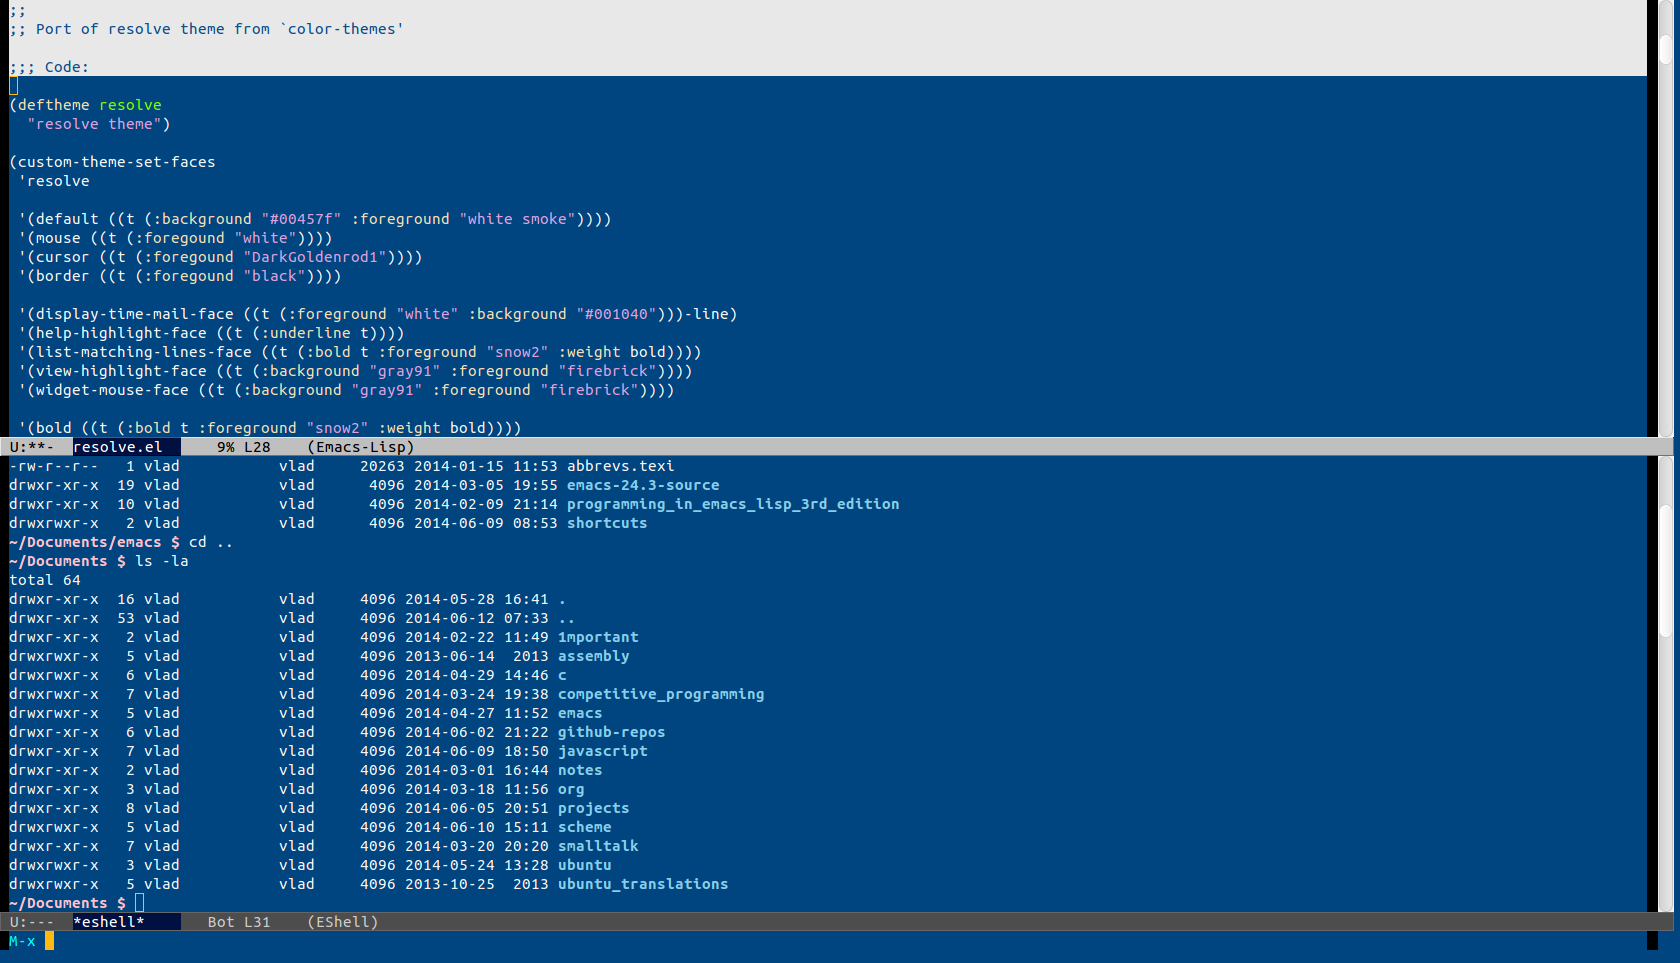 ;;
;; Port of resolve theme from `color-themes'
;;; Code:
(deftheme resolve
  "resolve theme")
(custom-theme-set-faces
 'resolve
 '(default ((t (:background "#00457f" :foreground "white smoke"))))
 '(mouse ((t (:foregound "white"))))
 '(cursor ((t (:foregound "DarkGoldenrod1"))))
 '(border ((t (:foregound "black"))))
 '(display-time-mail-face ((t (:foreground "white" :background "#001040")))-line)
 '(help-highlight-face ((t (:underline t))))
 '(list-matching-lines-face ((t (:bold t :foreground "snow2" :weight bold))))
 '(view-highlight-face ((t (:background "gray91" :foreground "firebrick"))))
 '(widget-mouse-face ((t (:background "gray91" :foreground "firebrick"))))
 '(bold ((t (:bold t :foreground "snow2" :weight bold))))
U:**-  resolve.el      9% L28    (Emacs-Lisp)
-rw-r--r--   1 vlad           vlad     20263 2014-01-15 11:53 abbrevs.texi
drwxr-xr-x  19 vlad           vlad      4096 2014-03-05 19:55 emacs-24.3-source
drwxr-xr-x  10 vlad           vlad      4096 2014-02-09 21:14 programming_in_emacs_lisp_3rd_edition
drwxrwxr-x   2 vlad           vlad      4096 2014-06-09 08:53 shortcuts
~/Documents/emacs $ cd ..
~/Documents $ ls -la
total 64
drwxr-xr-x  16 vlad           vlad     4096 2014-05-28 16:41 .
drwxr-xr-x  53 vlad           vlad     4096 2014-06-12 07:33 ..
drwxr-xr-x   2 vlad           vlad     4096 2014-02-22 11:49 1mportant
drwxrwxr-x   5 vlad           vlad     4096 2013-06-14  2013 assembly
drwxrwxr-x   6 vlad           vlad     4096 2014-04-29 14:46 c
drwxrwxr-x   7 vlad           vlad     4096 2014-03-24 19:38 competitive_programming
drwxrwxr-x   5 vlad           vlad     4096 2014-04-27 11:52 emacs
drwxr-xr-x   6 vlad           vlad     4096 2014-06-02 21:22 github-repos
drwxr-xr-x   7 vlad           vlad     4096 2014-06-09 18:50 javascript
drwxr-xr-x   2 vlad           vlad     4096 2014-03-01 16:44 notes
drwxr-xr-x   3 vlad           vlad     4096 2014-03-18 11:56 org
drwxr-xr-x   8 vlad           vlad     4096 2014-06-05 20:51 projects
drwxrwxr-x   5 vlad           vlad     4096 2014-06-10 15:11 scheme
drwxr-xr-x   7 vlad           vlad     4096 2014-03-20 20:20 smalltalk
drwxrwxr-x   3 vlad           vlad     4096 2014-05-24 13:28 ubuntu
drwxrwxr-x   5 vlad           vlad     4096 2013-10-25  2013 ubuntu_translations
~/Documents $
U:---  *eshell*       Bot L31    (EShell)
M-x